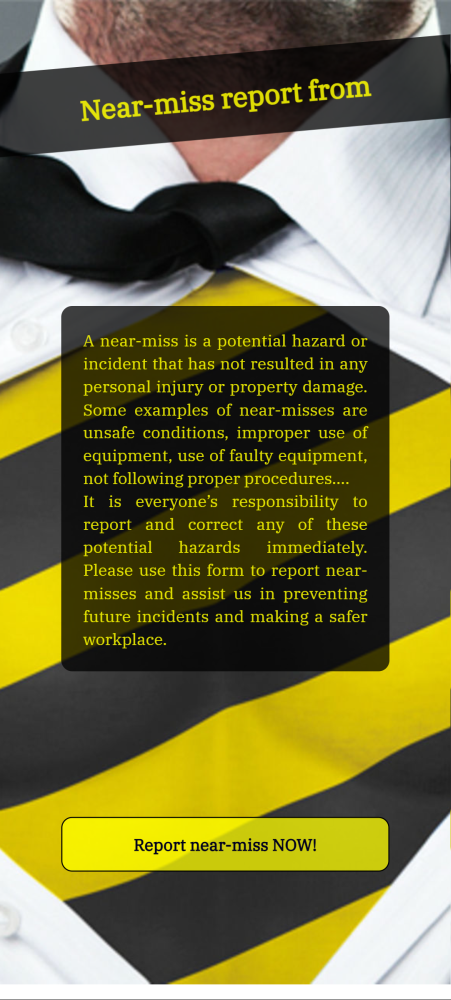 Near-miss report from
A near-miss is a potential hazard or
incident that has not resulted in any
personal injury or property damage.
Some examples of near-misses are
unsafe conditions, improper use of
equipment, use of faulty equipment,
not following proper procedures....
It is everyone’s responsibility to
report and correct any of these
potential hazards immediately.
Please use this form to report near-
misses and assist us in preventing
future incidents and making a safer
workplace.
Report near-miss NOW!